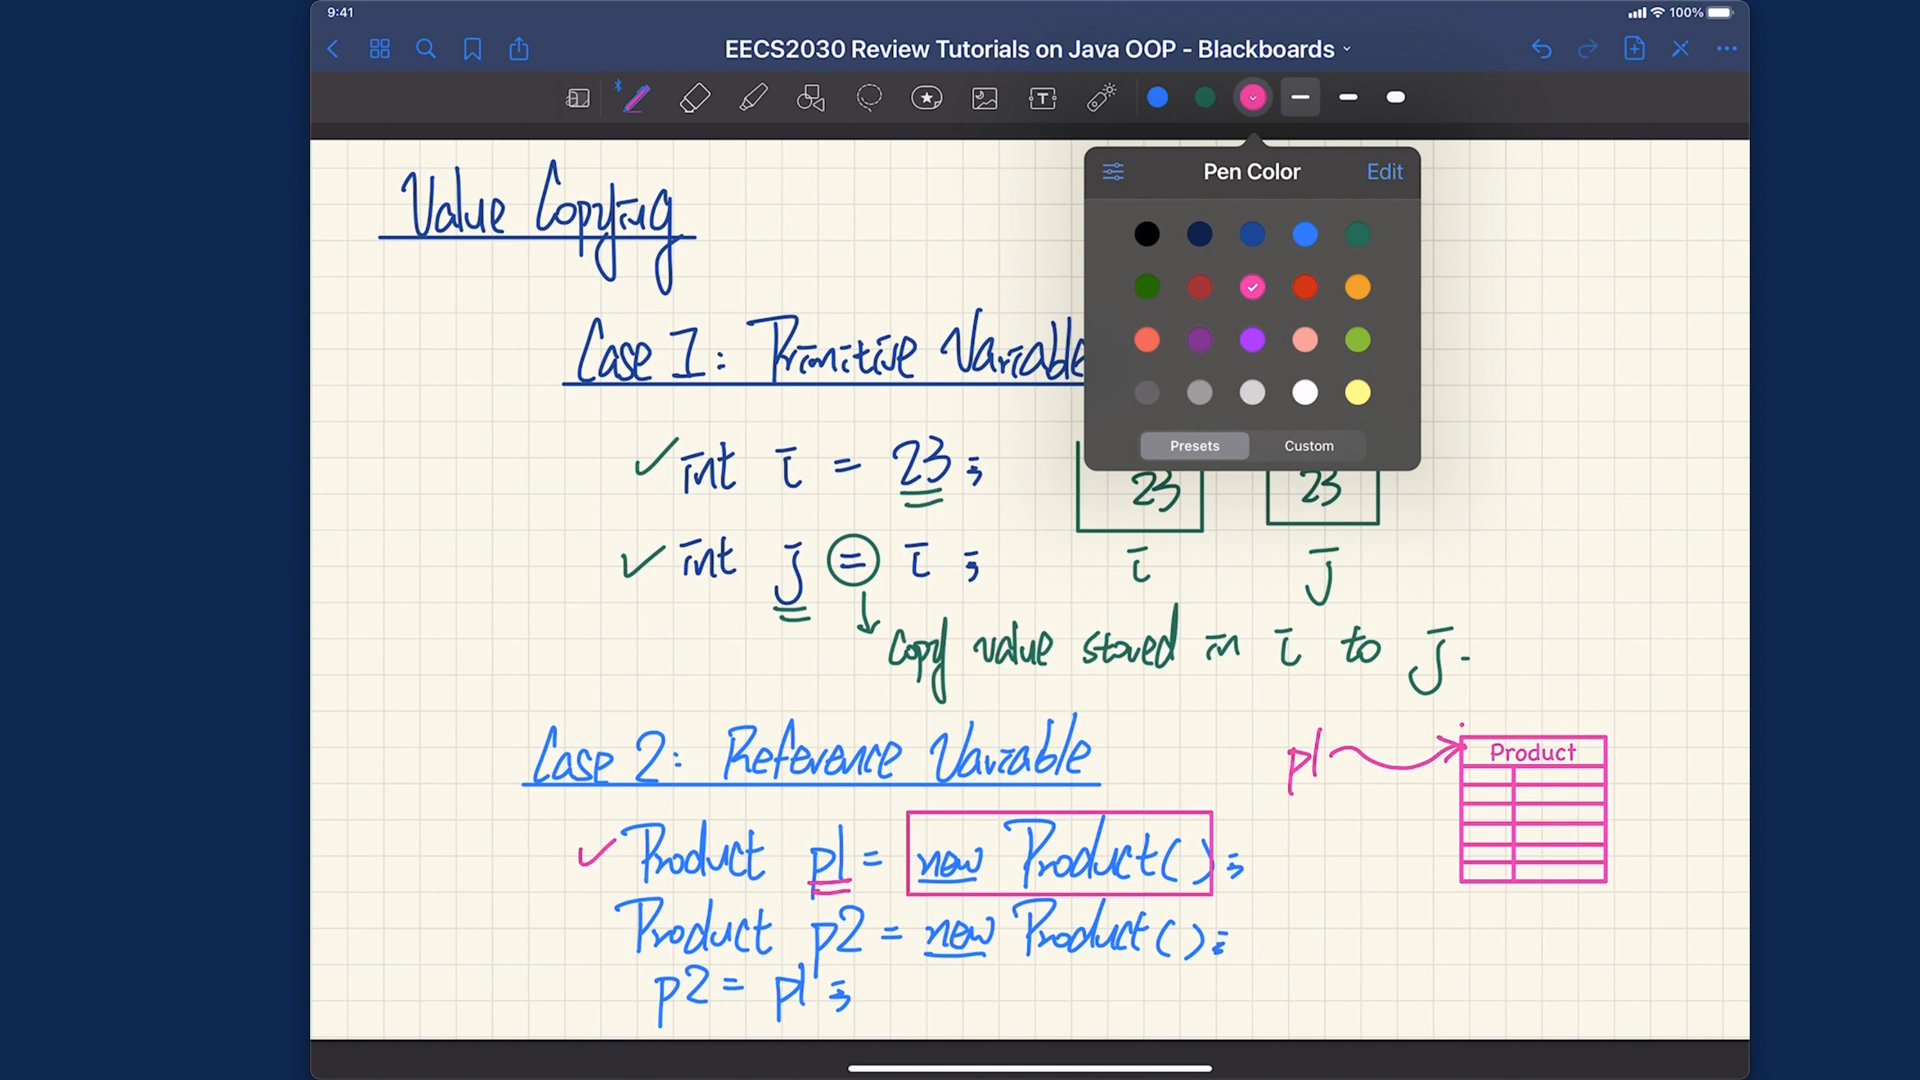 9:41
100%
EECS2030 Review Tutorials on Java OOP - Blackboards
Pen Color
Edit
Presets
Custom
Value Copying
Case 1: Primitive Variable
✓ int i = 23;
23
23
✓ int j = i;
i
j
↓ Copy value stored in i to j.
Case 2: Reference Variable
p1
Product
✓ Product p1 = new Product();
Product p2 = new Product();
p2 = p1;